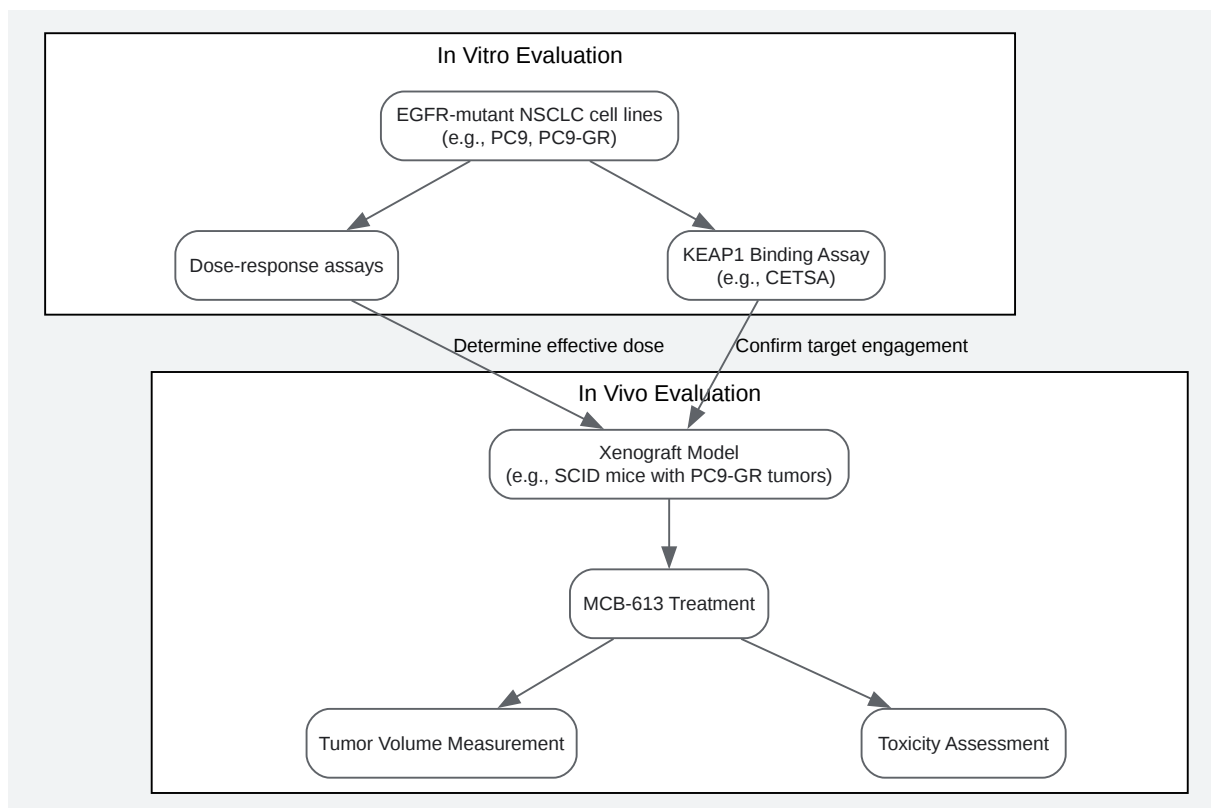 In Vitro Evaluation
EGFR-mutant NSCLC cell lines
(e.g., PC9, PC9-GR)
Dose-response assays
KEAP1 Binding Assay
(e.g., CETSA)
Determine effective dose
Confirm target engagement
In Vivo Evaluation
Xenograft Model
(e.g., SCID mice with PC9-GR tumors)
MCB-613 Treatment
Tumor Volume Measurement
Toxicity Assessment